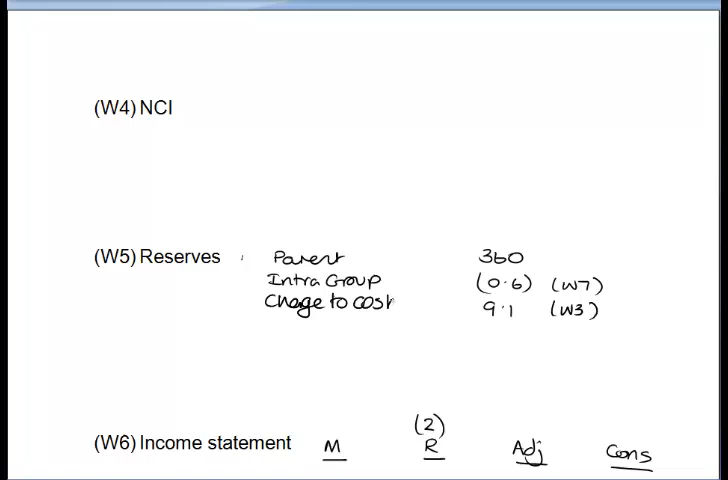 (W4) NCI
(W5) Reserves Parent 360
Intra Group (0.6) (W7)
Chage to cost 9.1 (W3)
(2)
(W6) Income statement M R Adj Cons